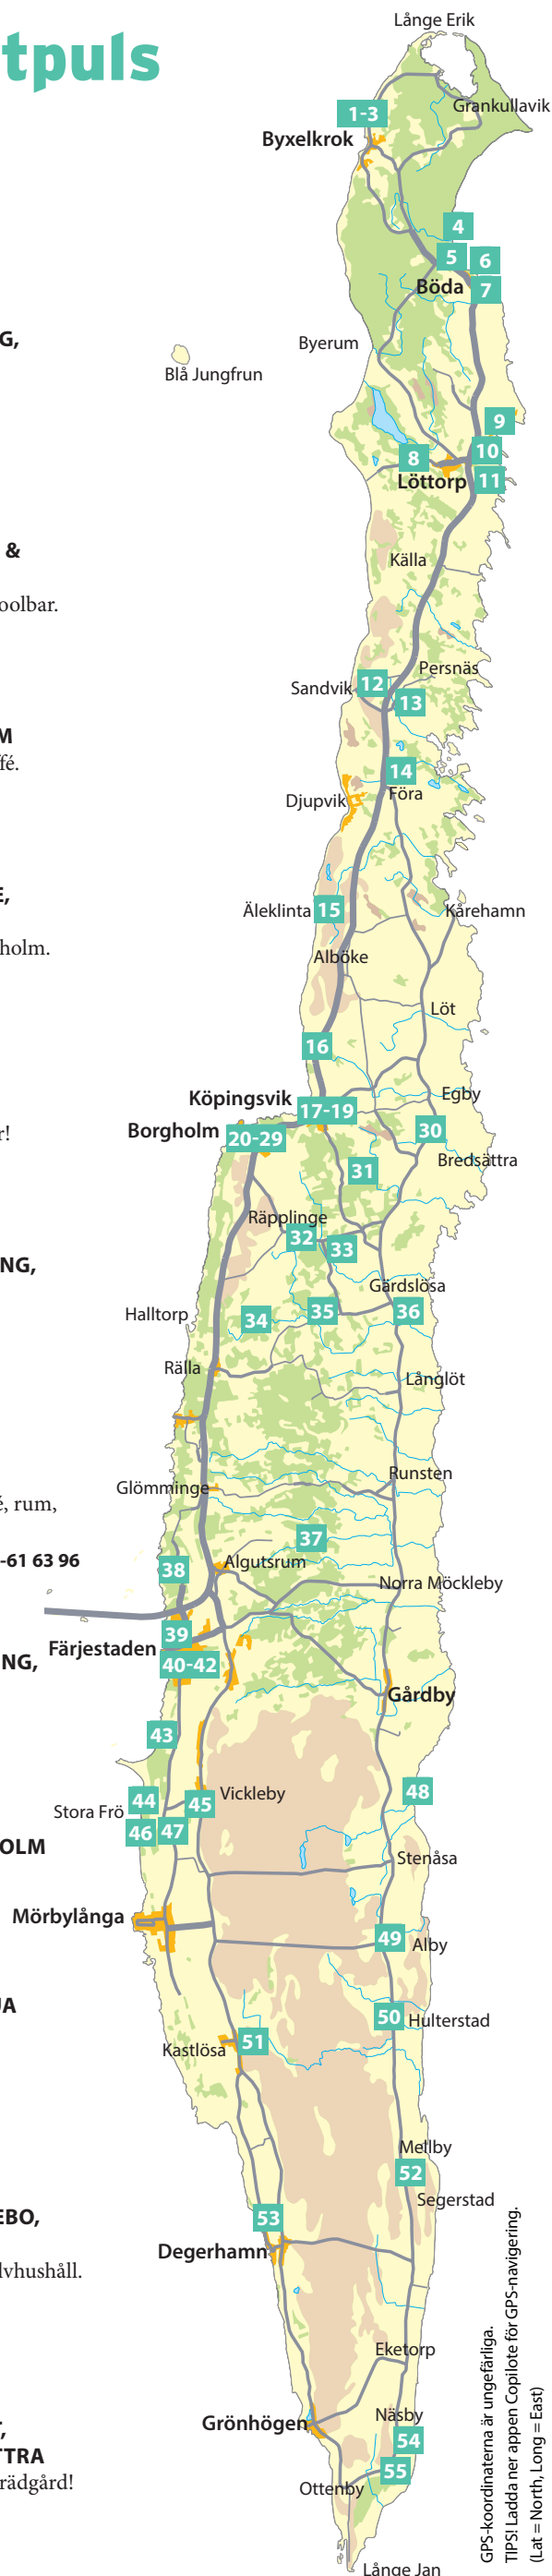 tpuls
Långe Erik
1-3
Grankullavik
Byxelkrok
4
5
6
Böda
7
G,
Byerum
Blå Jungfrun
9
8
10
Löttorp
11
&
Källa
oolbar.
Persnäs
Sandvik
12
13
M
fé.
14
Djupvik
Föra
E,
Äleklinta
15
Kårehamn
holm.
Alböke
Löt
16
Köpingsvik
17-19
Egby
r!
Borgholm
20-29
30
Bredsättra
31
Räpplinge
32
33
NG,
Gärdslösa
Halltorp
34
35
36
Rälla
Långlöt
Runsten
Glömminge
é, rum,
37
-61 63 96
38
Algutsrum
Norra Möckleby
39
Färjestaden
NG,
40-42
Gårdby
43
44
45
Vickleby
48
Stora Frö
46
47
OLM
Stenåsa
Mörbylånga
49
Alby
JA
50
Hulterstad
Kastlösa
51
Mellby
52
Segerstad
EBO,
53
Degerhamn
lvhushåll.
Eketorp
Näsby
Grönhögen
54
TTRA
55
rädgård!
Ottenby
Långe Jan
GPS-koordinaterna är ungefärliga.
TIPS! Ladda ner appen Copilote för GPS-navigering.
(Lat = North, Long = East)